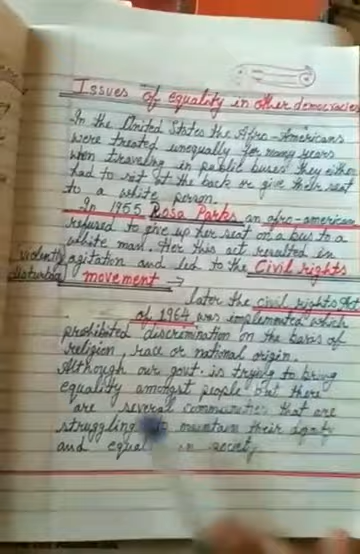 Issues of equality in other democracies
In the United States the Afro-Americans
were treated unequally for many years
when traveling in public buses they either
had to sit at the back or give their seat
to a white person.
In 1955 Rosa Parks an afro-american
refused to give up her seat on a bus to a
white man. Her this act resulted in
violently agitation and led to the Civil rights
disturbed movement →
later the civil rights Act
of 1964 was implemented which
prohibited discrimination on the basis of
religion, race or national origin.
Although our govt. is trying to bring
equality amongst people but there
are several communities that are
struggling to maintain their dignity
and equal in society